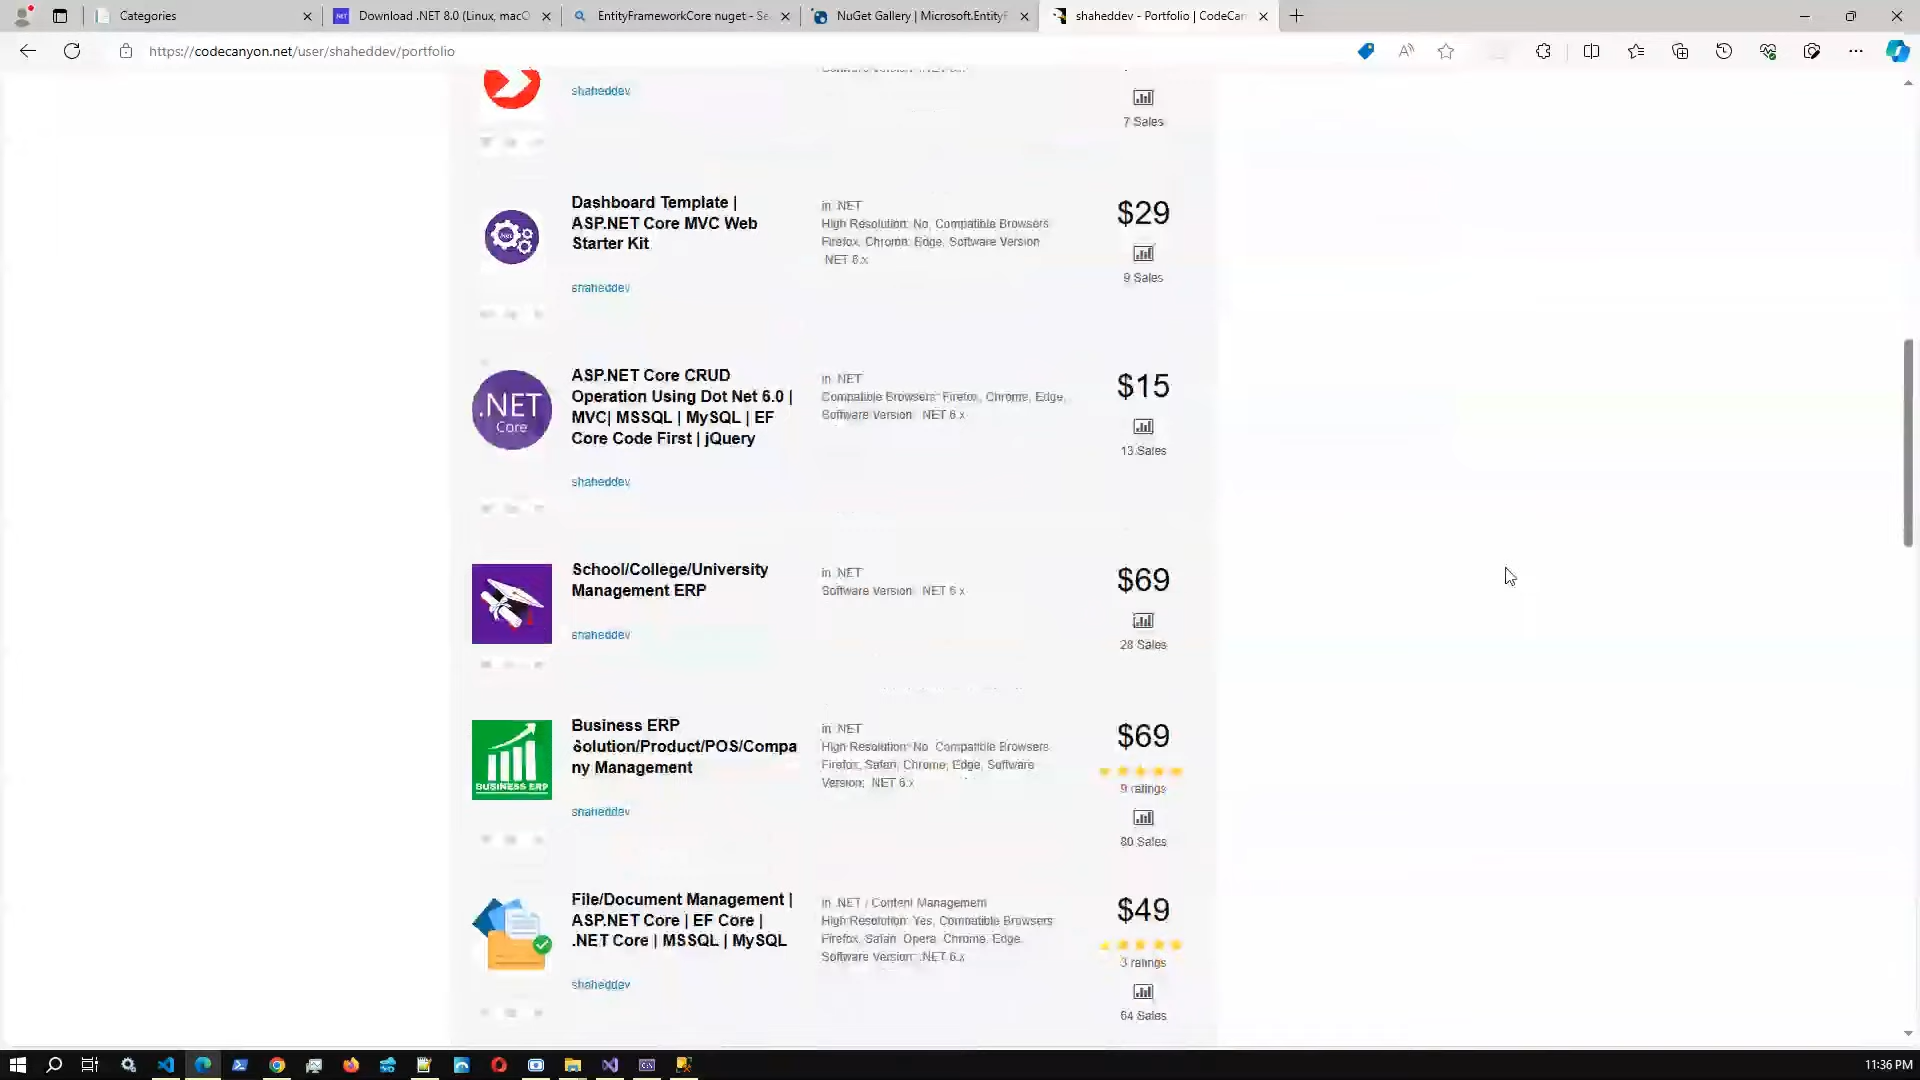 Categories
Download .NET 8.0 (Linux, macO
EntityFrameworkCore nuget - Se
NuGet Gallery | Microsoft.EntityF
shaheddev - Portfolio | CodeCan
https://codecanyon.net/user/shaheddev/portfolio
shaheddev
7 Sales
Dashboard Template |
ASP.NET Core MVC Web
Starter Kit
shaheddev
in .NET
High Resolution: No, Compatible Browsers
Firefox, Chrome, Edge, Software Version
.NET 6.x
$29
9 Sales
.NET
Core
ASP.NET Core CRUD
Operation Using Dot Net 6.0 |
MVC| MSSQL | MySQL | EF
Core Code First | jQuery
shaheddev
in .NET
Compatible Browsers: Firefox, Chrome, Edge,
Software Version: .NET 6.x
$15
13 Sales
School/College/University
Management ERP
shaheddev
in .NET
Software Version: .NET 6.x
$69
28 Sales
BUSINESS ERP
Business ERP
Solution/Product/POS/Compa
ny Management
shaheddev
in .NET
High Resolution: No, Compatible Browsers
Firefox, Safari, Chrome, Edge, Software
Version: .NET 6.x
$69
9 ratings
80 Sales
File/Document Management |
ASP.NET Core | EF Core |
.NET Core | MSSQL | MySQL
shaheddev
in .NET / Content Management
High Resolution: Yes, Compatible Browsers
Firefox, Safari, Opera, Chrome, Edge,
Software Version: .NET 6.x
$49
3 ratings
64 Sales
11:36 PM